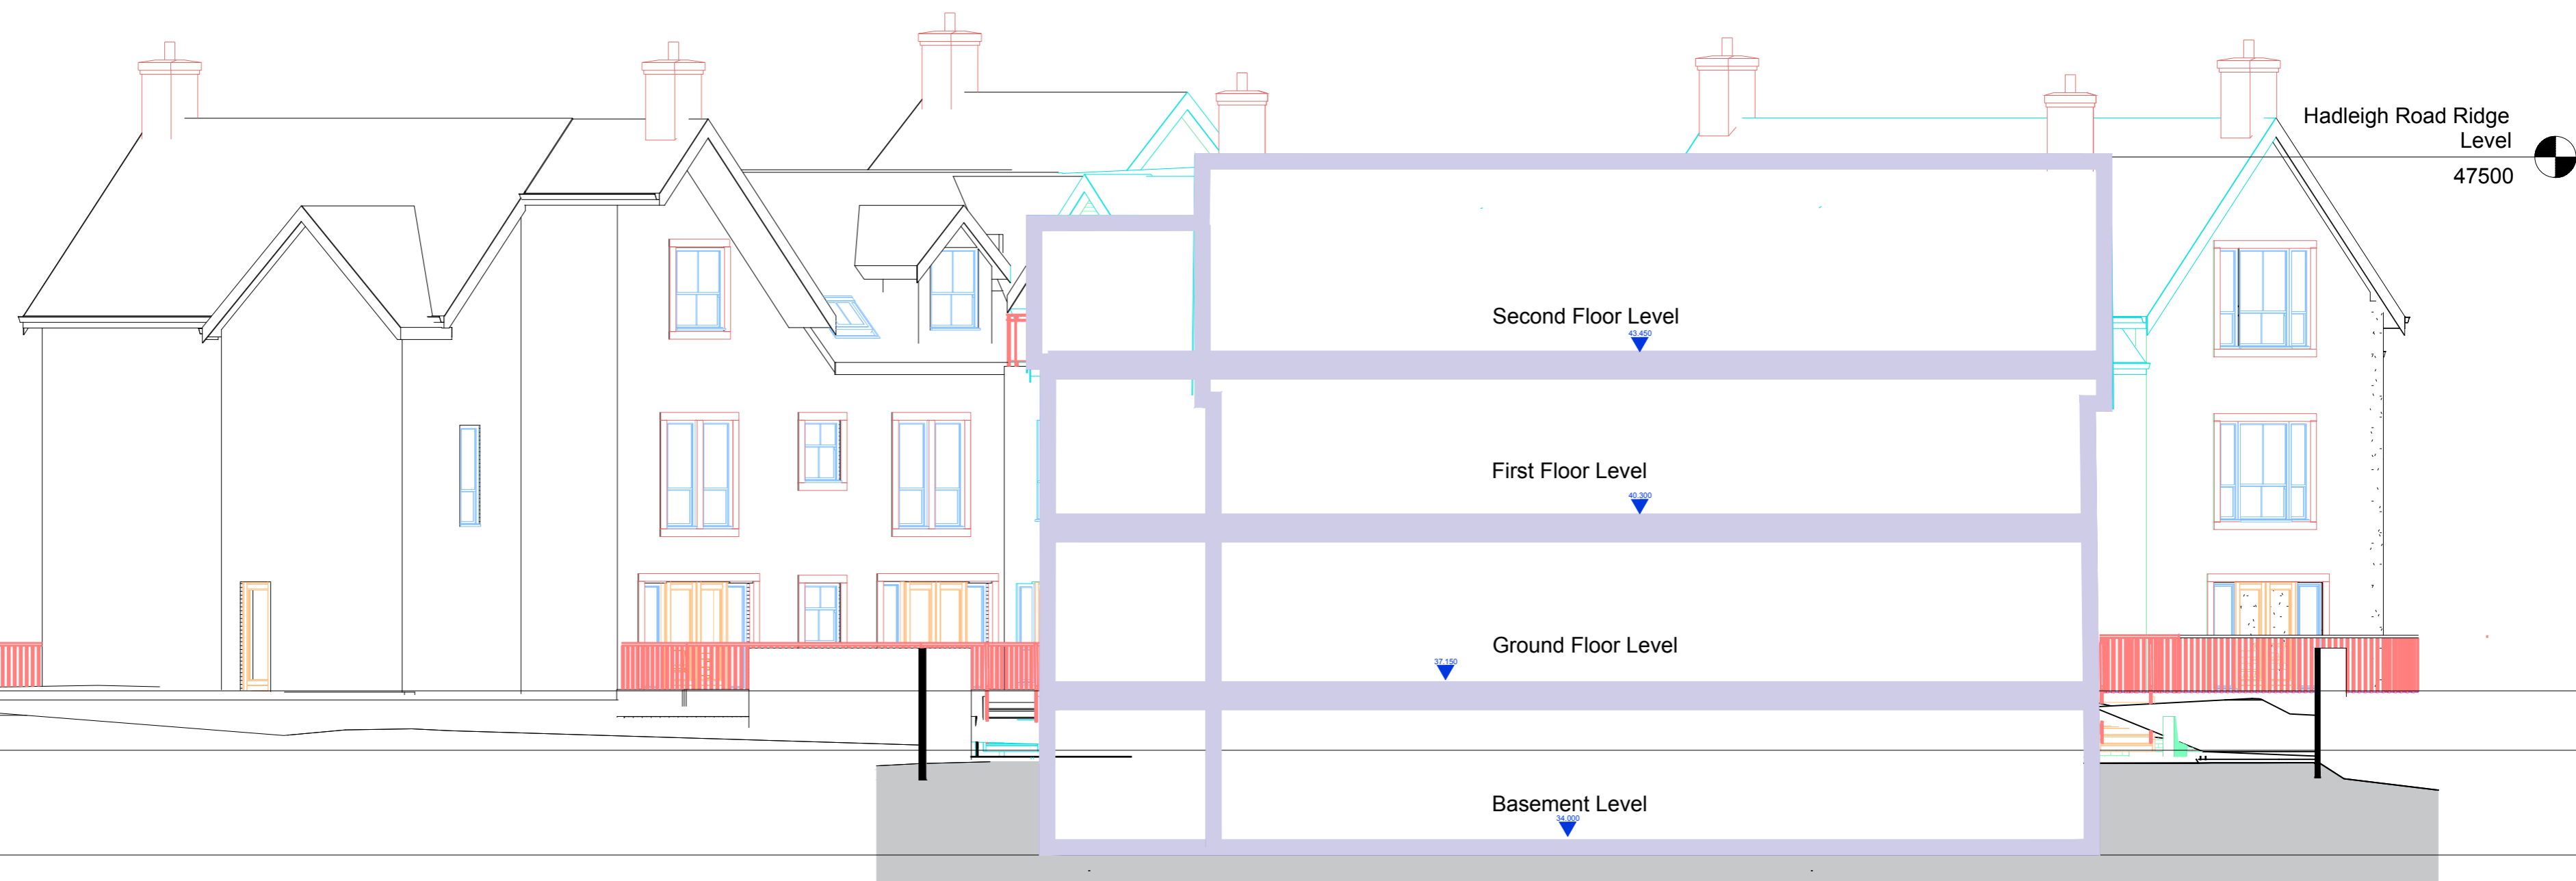 Hadleigh Road Ridge
Level
47500
Second Floor Level
43.450
First Floor Level
40.300
Ground Floor Level
37.150
Basement Level
34.000